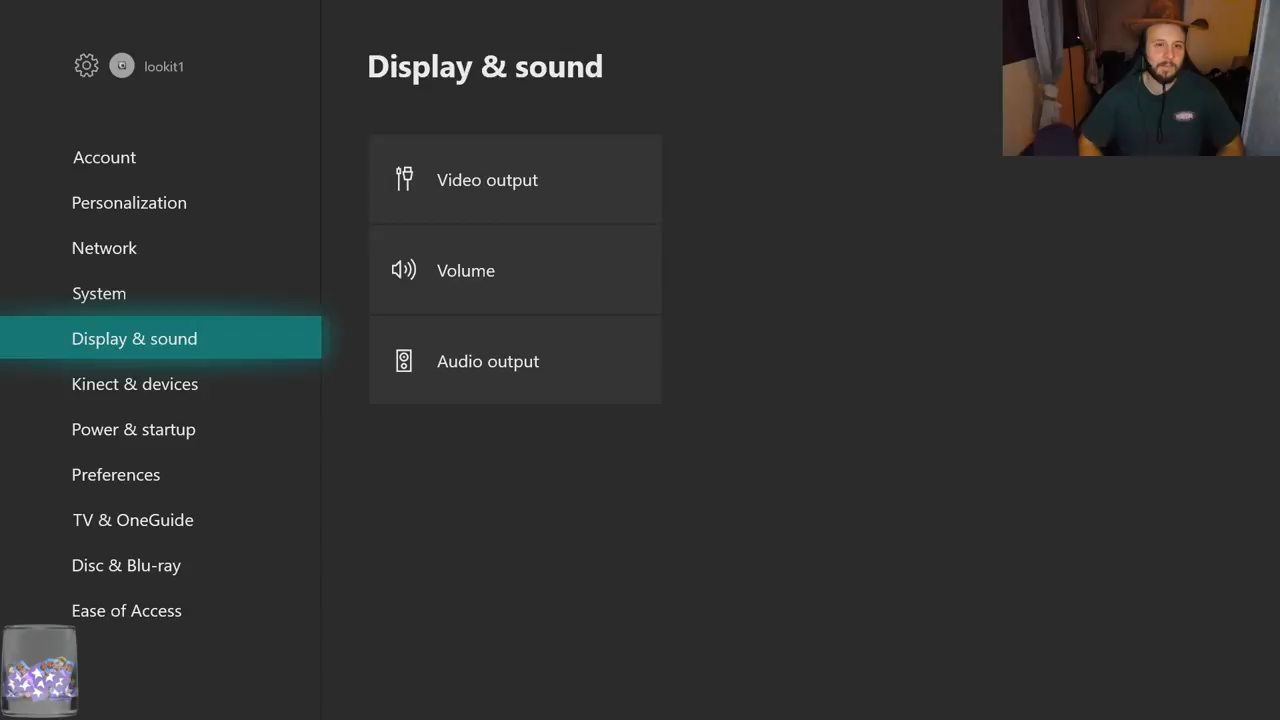 lookit1
Account
Personalization
Network
System
Display & sound
Kinect & devices
Power & startup
Preferences
TV & OneGuide
Disc & Blu-ray
Ease of Access
Display & sound
Video output
Volume
Audio output